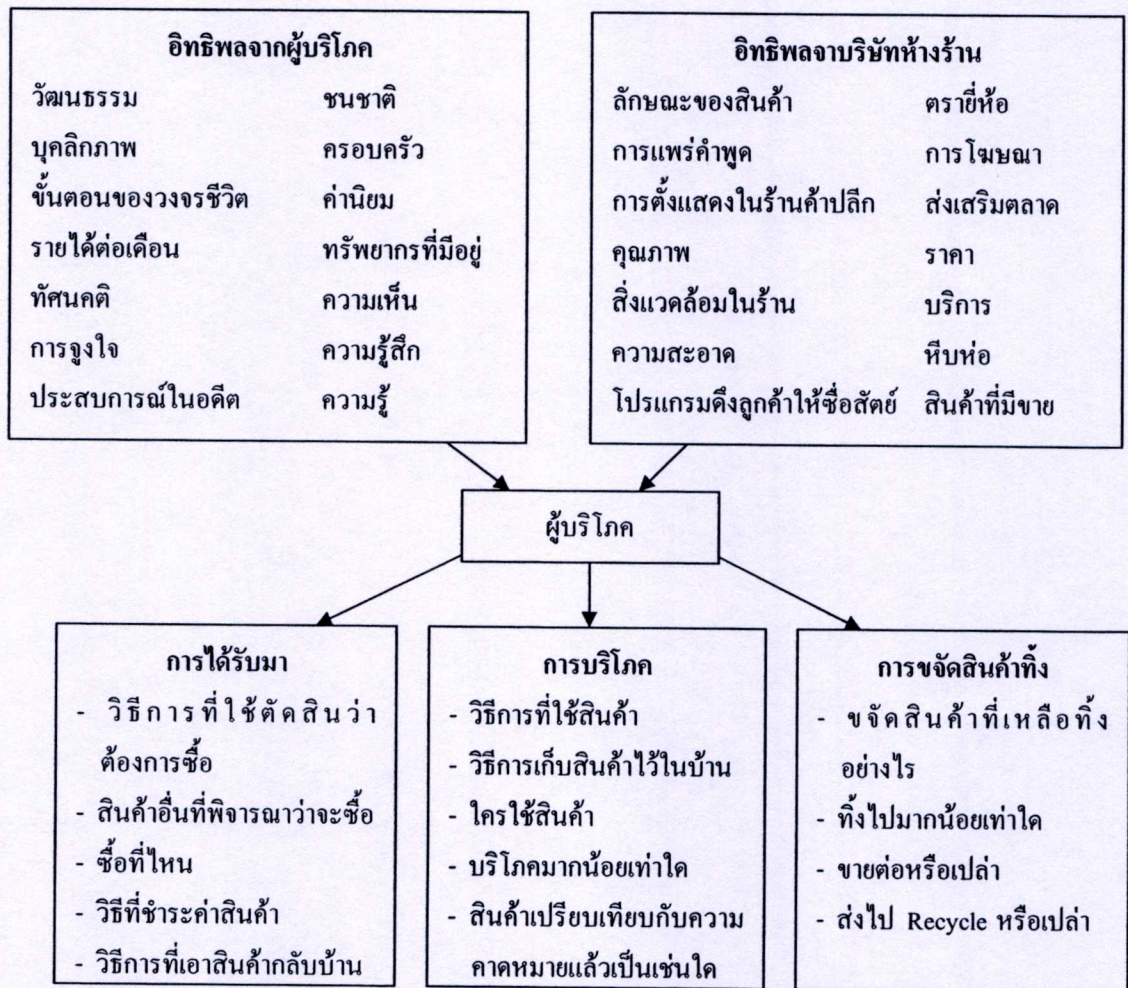 อิทธิพลจากผู้บริโภค
วัฒนธรรม ชนชาติ
บุคลิกภาพ ครอบครัว
ขั้นตอนของวงจรชีวิต ค่านิยม
รายได้ต่อเดือน ทรัพยากรที่มีอยู่
ทัศนคติ ความเห็น
การจูงใจ ความรู้สึก
ประสบการณ์ในอดีต ความรู้
อิทธิพลจาบริษัทห้างร้าน
ลักษณะของสินค้า ตรายี่ห้อ
การแพร่คำพูด การโฆษณา
การตั้งแสดงในร้านค้าปลีก ส่งเสริมตลาด
คุณภาพ ราคา
สิ่งแวดล้อมในร้าน บริการ
ความสะอาด หีบห่อ
โปรแกรมดึงลูกค้าให้ซื่อสัตย์ สินค้าที่มีขาย
ผู้บริโภค
การได้รับมา
- วิธีการที่ใช้ตัดสินว่า
ต้องการซื้อ
- สินค้าอื่นที่พิจารณาว่าจะซื้อ
- ซื้อที่ไหน
- วิธีที่ชำระค่าสินค้า
- วิธีการที่เอาสินค้ากลับบ้าน
การบริโภค
- วิธีการที่ใช้สินค้า
- วิธีการเก็บสินค้าไว้ในบ้าน
- ใครใช้สินค้า
- บริโภคมากน้อยเท่าใด
- สินค้าเปรียบเทียบกับความ
คาดหมายแล้วเป็นเช่นใด
การขจัดสินค้าทิ้ง
- ขจัดสินค้าที่เหลือทิ้ง
อย่างไร
- ทิ้งไปมากน้อยเท่าใด
- ขายต่อหรือเปล่า
- ส่งไป Recycle หรือเปล่า